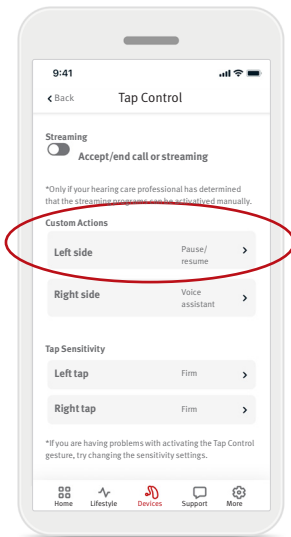 9:41
Back
Tap Control
Streaming
Accept/end call or streaming
*Only if your hearing care professional has determined
that the streaming programs can be activatived manually.
Custom Actions
Left side
Pause/
resume
Right side
Voice
assistant
Tap Sensitivity
Left tap
Firm
Right tap
Firm
*If you are having problems with activating the Tap Control
gesture, try changing the sensitivity settings.
Home Lifestyle Devices Support More